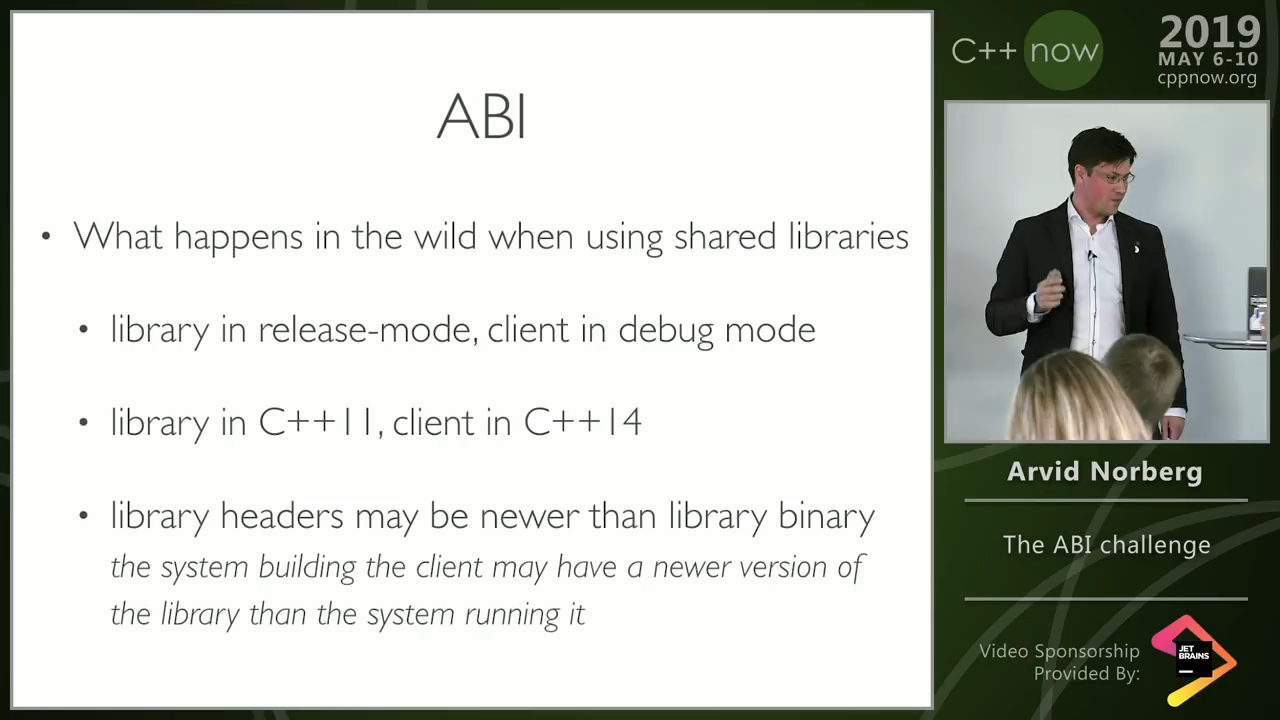 ABI
• What happens in the wild when using shared libraries
• library in release-mode, client in debug mode
• library in C++11, client in C++14
• library headers may be newer than library binary
the system building the client may have a newer version of
the library than the system running it
C++ now
2019
MAY 6-10
cppnow.org
Arvid Norberg
The ABI challenge
Video Sponsorship
Provided By:
JET
BRAINS